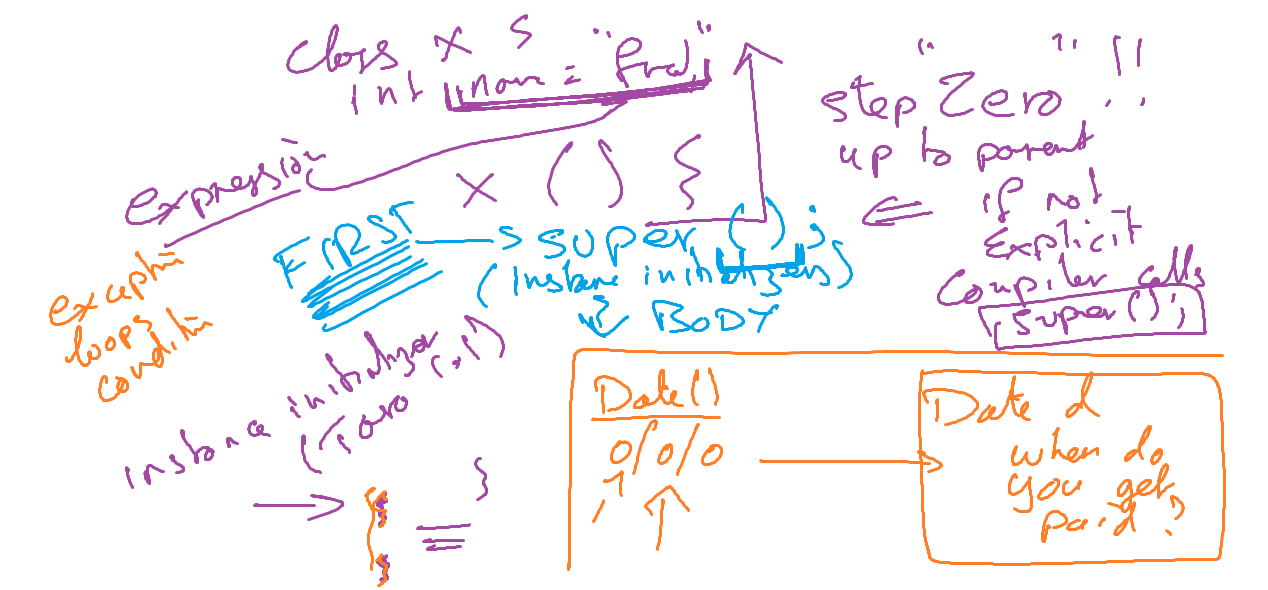 class X {
int name = "fred"
expression
X () {
FIRST → super ();
(instance initializers)
{ BODY
step "Zero" !!
up to parent
if not
Explicit
Compiler calls
super();
exception
loops
condition
instance initializer
}
Date()
0/0/0
1
Date d
when do
you get
paid?